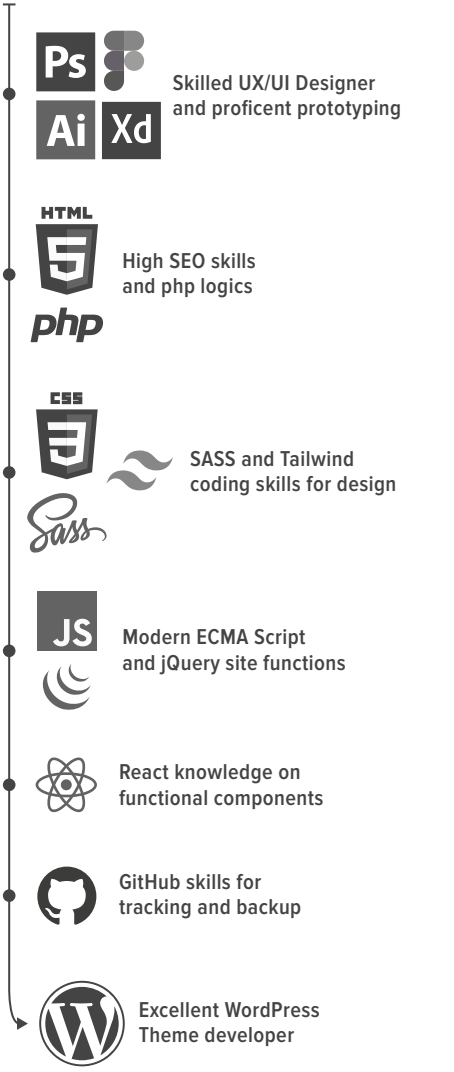 Ps
Ai Xd
Skilled UX/UI Designer
and proficent prototyping
HTML
5
php
High SEO skills
and php logics
CSS
3
Sass
SASS and Tailwind
coding skills for design
JS
Modern ECMA Script
and jQuery site functions
React knowledge on
functional components
GitHub skills for
tracking and backup
W
Excellent WordPress
Theme developer